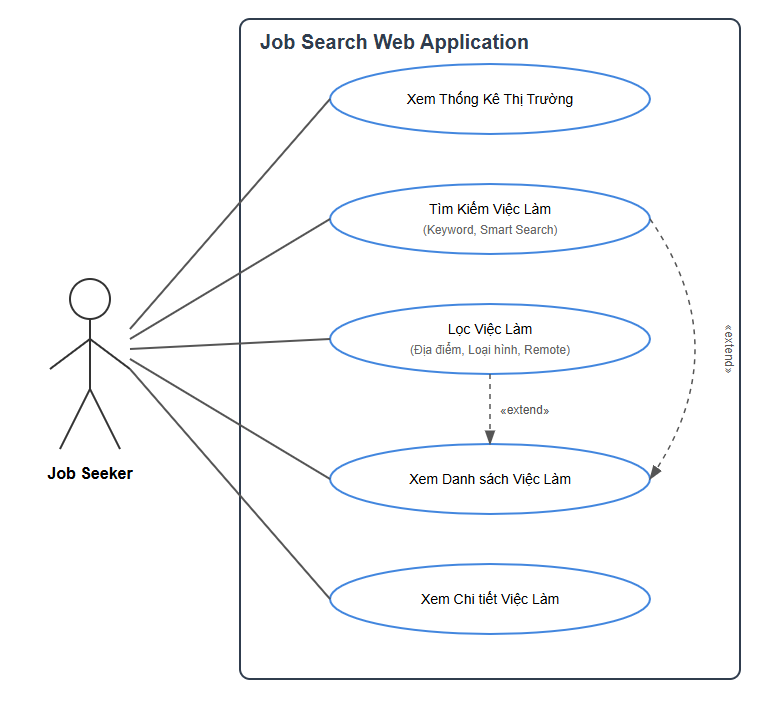 Job Search Web Application
Xem Thống Kê Thị Trường
Tìm Kiếm Việc Làm
(Keyword, Smart Search)
Lọc Việc Làm
(Địa điểm, Loại hình, Remote)
«extend»
«extend»
Xem Danh sách Việc Làm
Job Seeker
Xem Chi tiết Việc Làm